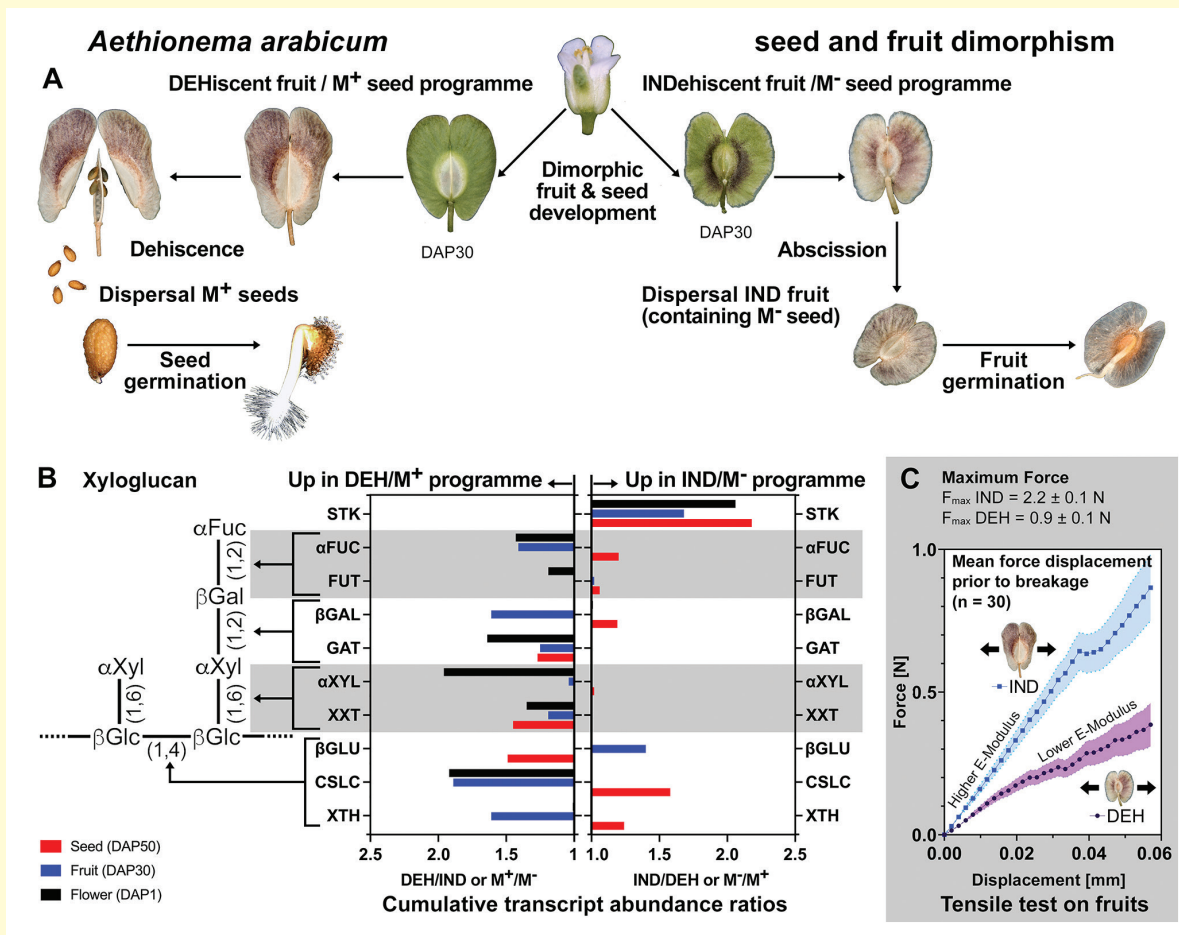 Aethionema arabicum
seed and fruit dimorphism
A
DEHiscent fruit / M⁺ seed programme
INDehiscent fruit /M⁻ seed programme
Dimorphic
fruit & seed
development
DAP30
DAP30
Dehiscence
Abscission
Dispersal M⁺ seeds
Dispersal IND fruit
(containing M⁻ seed)
Seed
germination
Fruit
germination
B
Xyloglucan
Up in DEH/M⁺ programme
Up in IND/M⁻ programme
αFuc
(1,2)
βGal
(1,2)
αXyl
αXyl
(1,6)
(1,6)
βGlc
(1,4)
βGlc
STK
αFUC
FUT
βGAL
GAT
αXYL
XXT
βGLU
CSLC
XTH
STK
αFUC
FUT
βGAL
GAT
αXYL
XXT
βGLU
CSLC
XTH
2.5 2.0 1.5 1
1.0 1.5 2.0 2.5
DEH/IND or M⁺/M⁻
IND/DEH or M⁻/M⁺
Cumulative transcript abundance ratios
Seed (DAP50)
Fruit (DAP30)
Flower (DAP1)
C
Maximum Force
Fmax IND = 2.2 ± 0.1 N
Fmax DEH = 0.9 ± 0.1 N
Mean force displacement
prior to breakage
(n = 30)
IND
Higher E-Modulus
Lower E-Modulus
DEH
Force [N]
1.0
0.5
0.0
0.00 0.02 0.04 0.06
Displacement [mm]
Tensile test on fruits